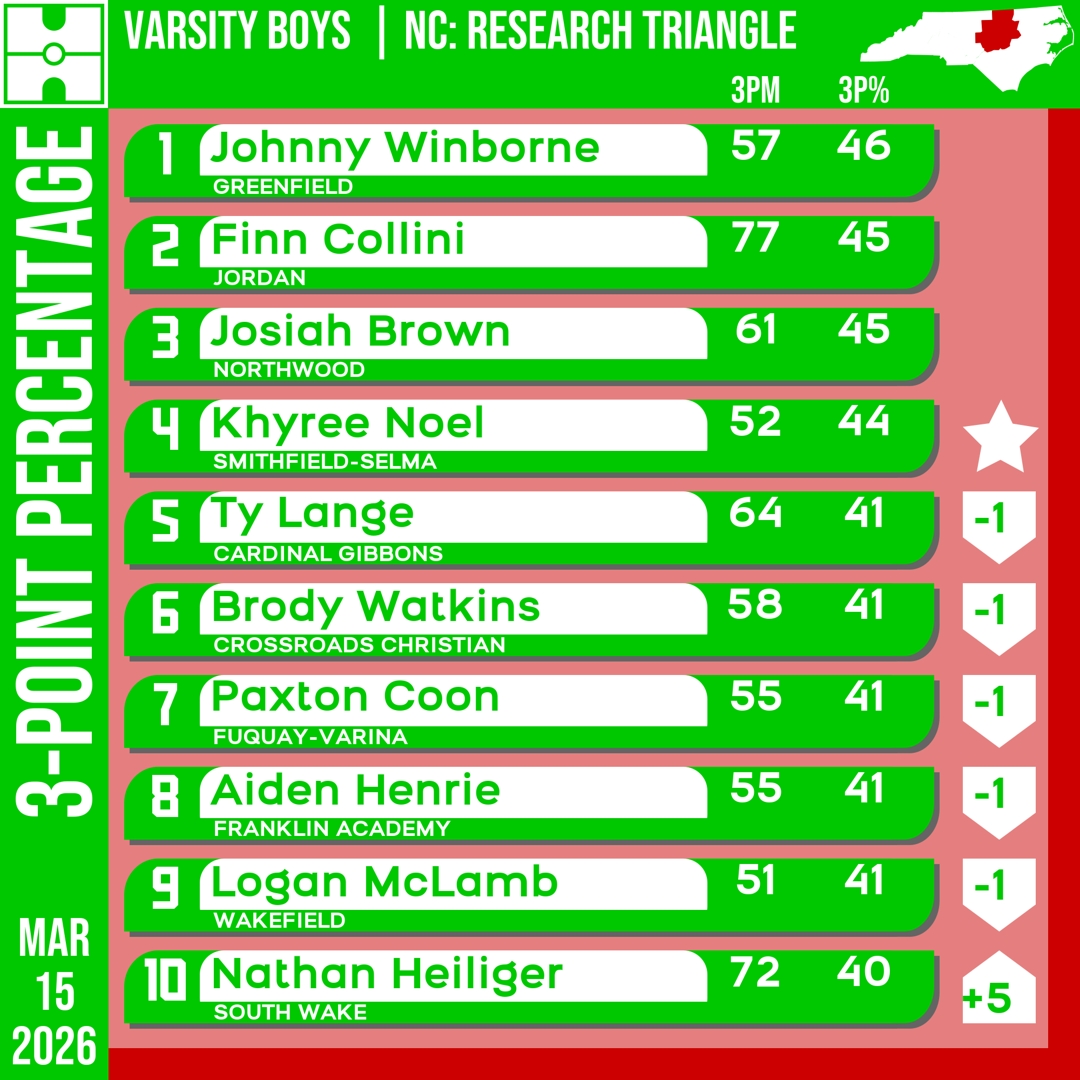 VARSITY BOYS | NC: RESEARCH TRIANGLE
3PM 3P%
3-POINT PERCENTAGE
1 Johnny Winborne 57 46
GREENFIELD
2 Finn Collini 77 45
JORDAN
3 Josiah Brown 61 45
NORTHWOOD
4 Khyree Noel 52 44
SMITHFIELD-SELMA
5 Ty Lange 64 41 -1
CARDINAL GIBBONS
6 Brody Watkins 58 41 -1
CROSSROADS CHRISTIAN
7 Paxton Coon 55 41 -1
FUQUAY-VARINA
8 Aiden Henrie 55 41 -1
FRANKLIN ACADEMY
9 Logan McLamb 51 41 -1
WAKEFIELD
10 Nathan Heiliger 72 40 +5
SOUTH WAKE
MAR
15
2026